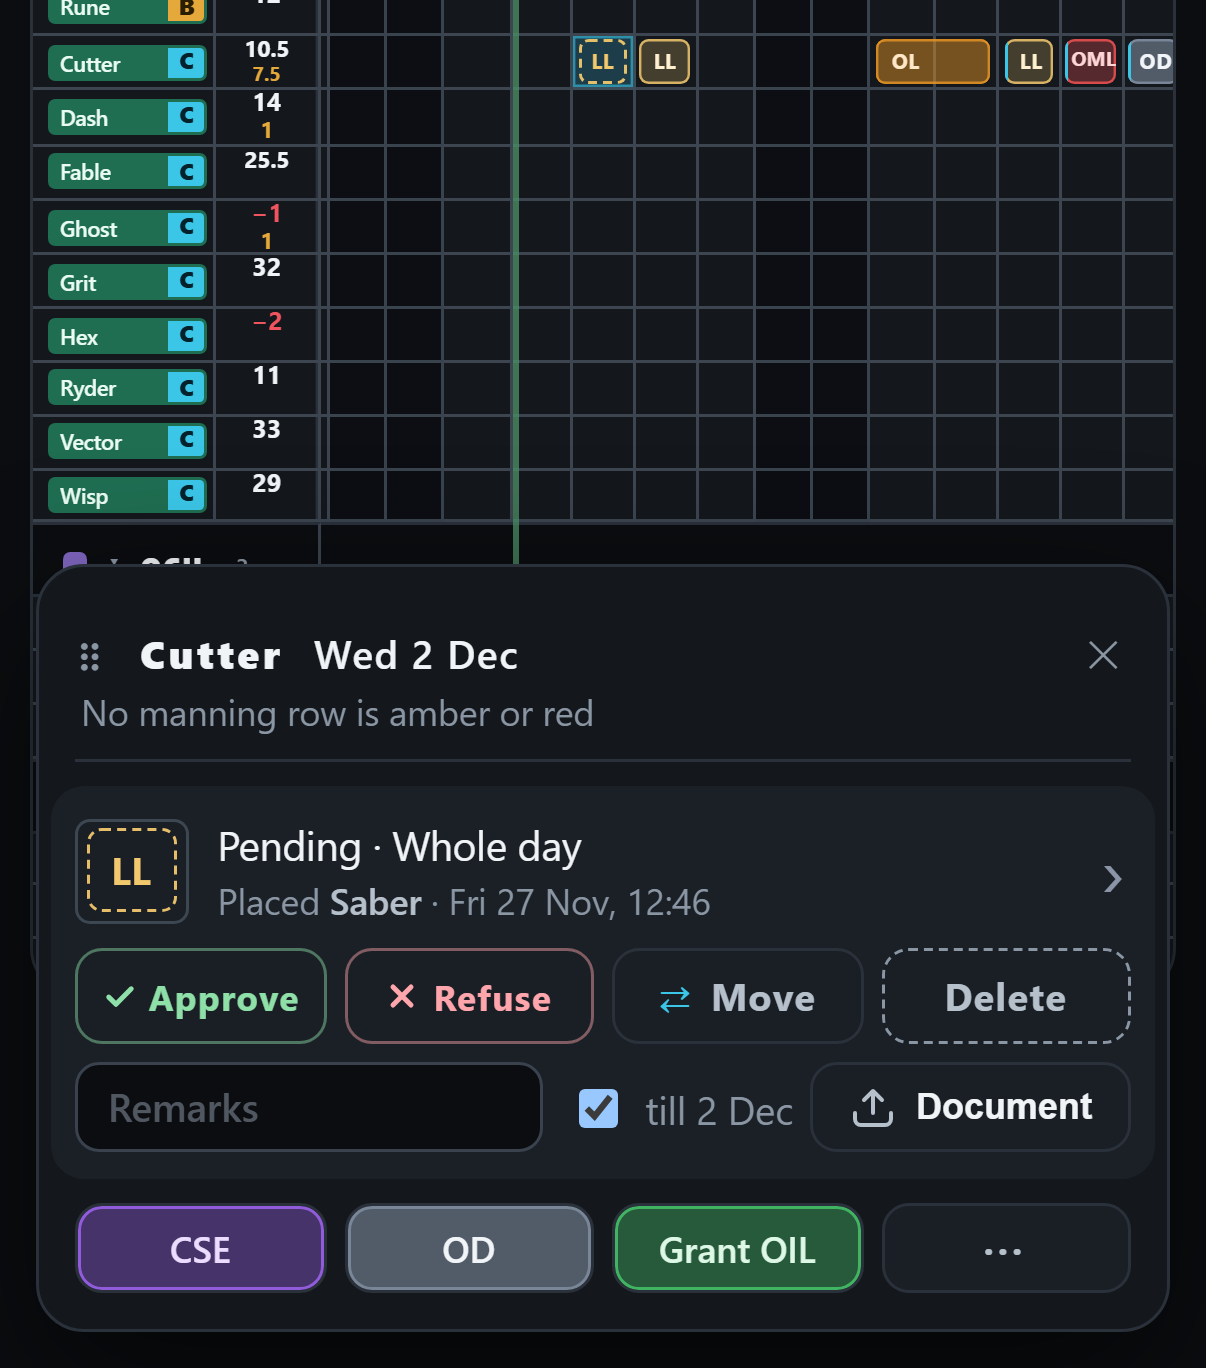 Rune B 12
Cutter C 10.5 LL LL OL LL OML OD
7.5
Dash C 14
1
Fable C 25.5
Ghost C −1
1
Grit C 32
Hex C −2
Ryder C 11
Vector C 33
Wisp C 29
Cutter Wed 2 Dec
No manning row is amber or red
LL Pending · Whole day
Placed Saber · Fri 27 Nov, 12:46
Approve Refuse Move Delete
Remarks till 2 Dec Document
CSE OD Grant OIL ...